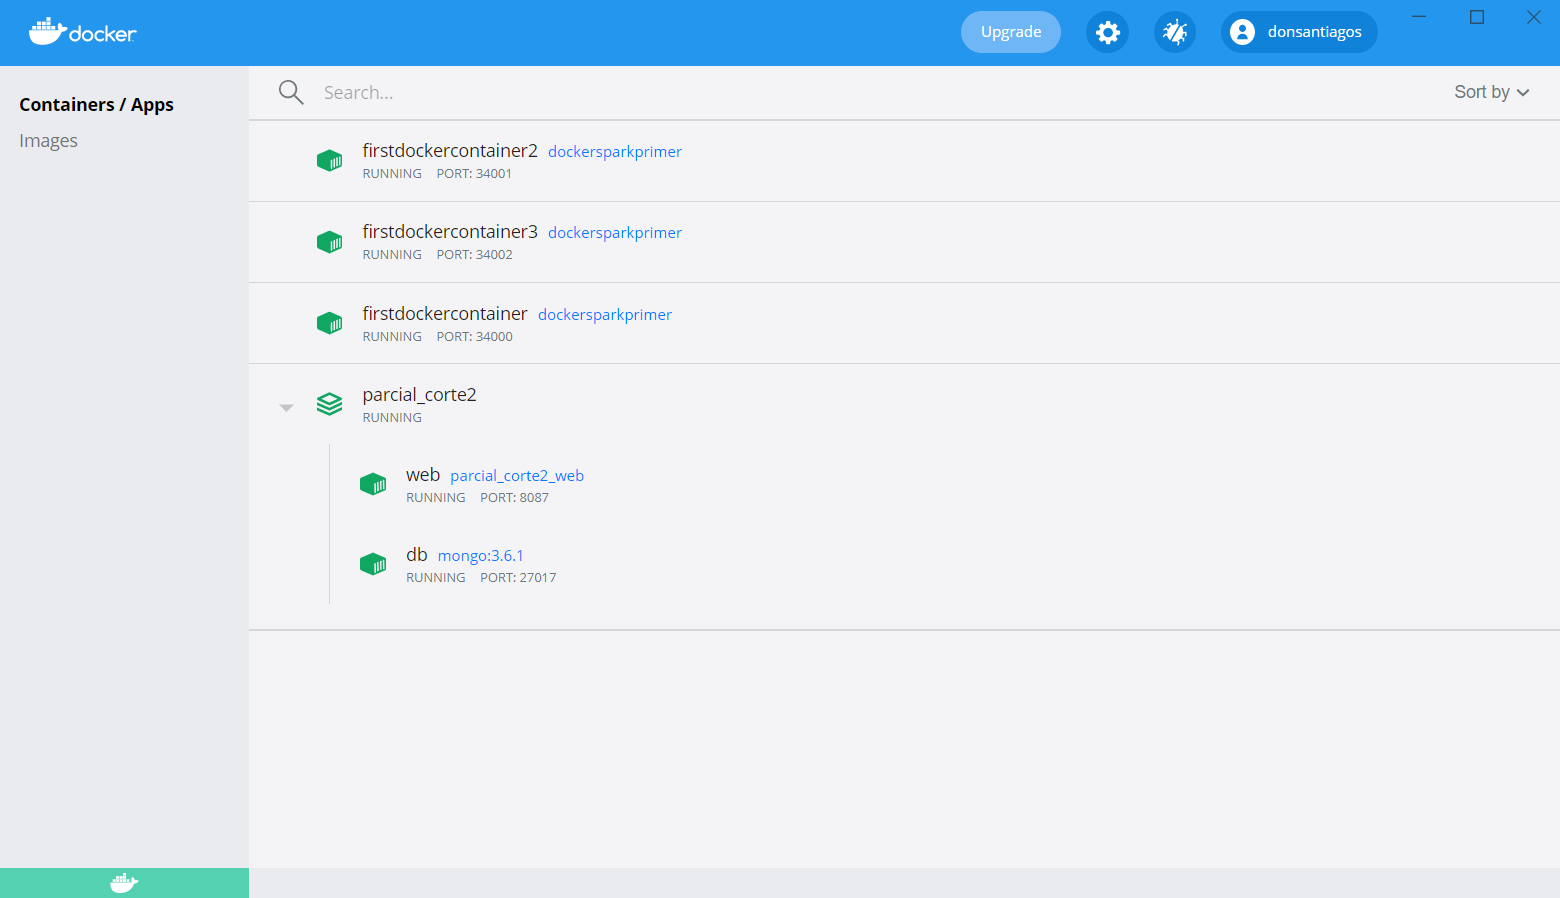 docker
Upgrade
donsantiagos
Containers / Apps
Images
Search...
Sort by
firstdockercontainer2 dockersparkprimer
RUNNING PORT: 34001
firstdockercontainer3 dockersparkprimer
RUNNING PORT: 34002
firstdockercontainer dockersparkprimer
RUNNING PORT: 34000
parcial_corte2
RUNNING
web parcial_corte2_web
RUNNING PORT: 8087
db mongo:3.6.1
RUNNING PORT: 27017